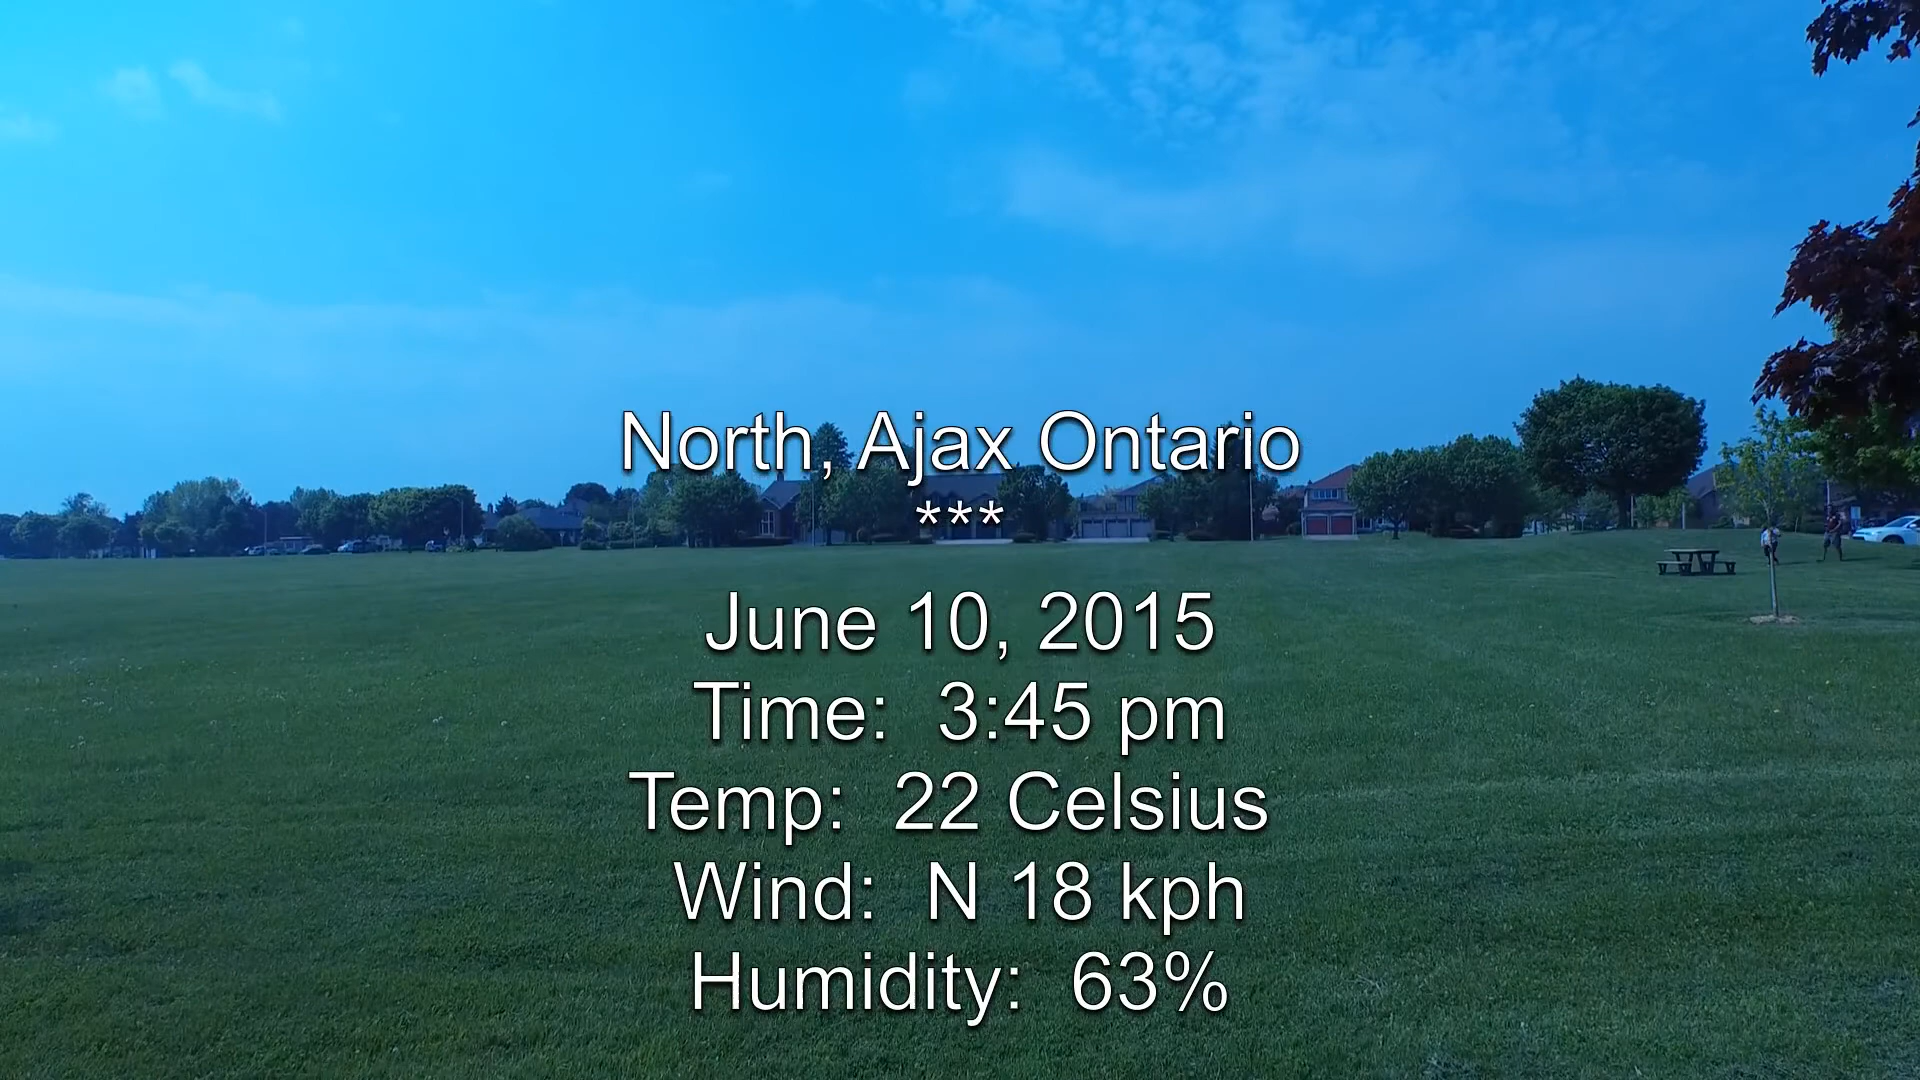 North, Ajax Ontario
***
June 10, 2015
Time:  3:45 pm
Temp:  22 Celsius
Wind:  N 18 kph
Humidity:  63%